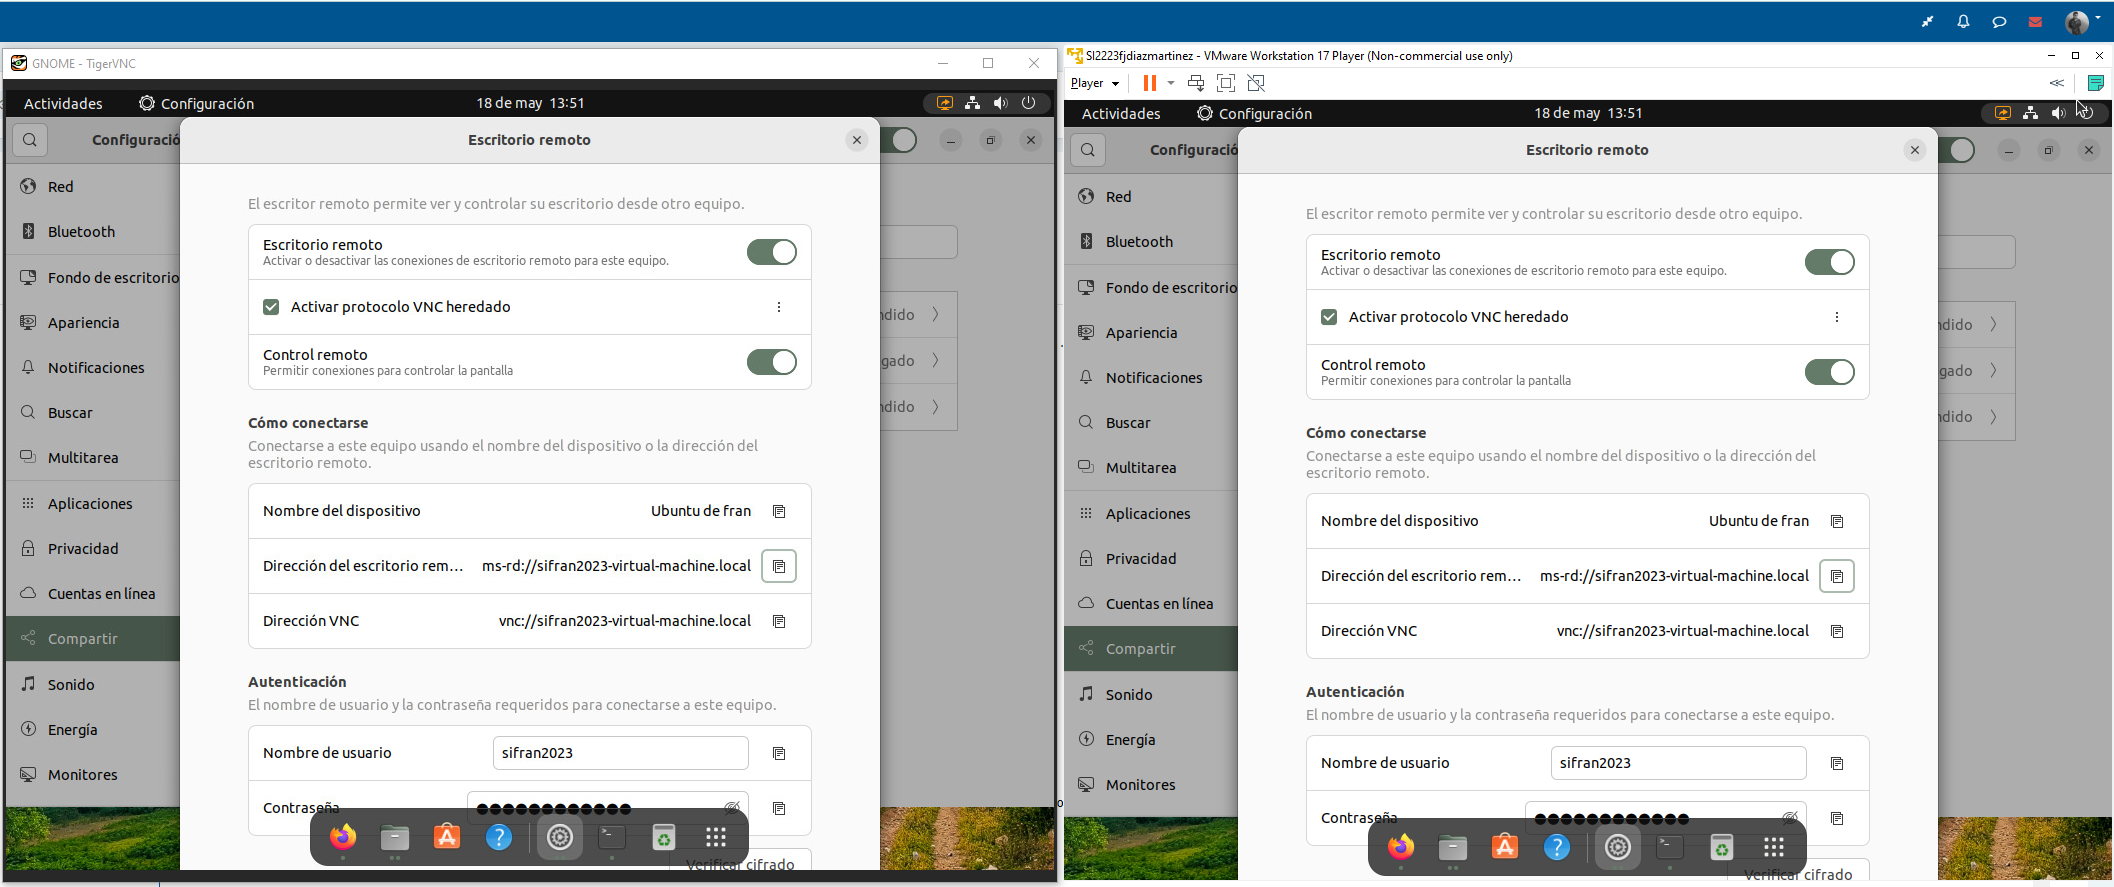 GNOME - TigerVNC
Actividades
Configuración
18 de may 13:51
Configuració
Escritorio remoto
Red
Bluetooth
Fondo de escritorio
Apariencia
Notificaciones
Buscar
Multitarea
Aplicaciones
Privacidad
Cuentas en línea
Compartir
Sonido
Energía
Monitores
El escritor remoto permite ver y controlar su escritorio desde otro equipo.
Escritorio remoto
Activar o desactivar las conexiones de escritorio remoto para este equipo.
Activar protocolo VNC heredado
Control remoto
Permitir conexiones para controlar la pantalla
ndido
gado
ndido
Cómo conectarse
Conectarse a este equipo usando el nombre del dispositivo o la dirección del
escritorio remoto.
Nombre del dispositivo Ubuntu de fran
Dirección del escritorio rem... ms-rd://sifran2023-virtual-machine.local
Dirección VNC vnc://sifran2023-virtual-machine.local
Autenticación
El nombre de usuario y la contraseña requeridos para conectarse a este equipo.
Nombre de usuario sifran2023
Contraseña ●●●●●●●●●●●●
Verificar cifrado
SI2223fjdiazmartinez - VMware Workstation 17 Player (Non-commercial use only)
Player
Actividades
Configuración
18 de may 13:51
Configuració
Escritorio remoto
Red
Bluetooth
Fondo de escritorio
Apariencia
Notificaciones
Buscar
Multitarea
Aplicaciones
Privacidad
Cuentas en línea
Compartir
Sonido
Energía
Monitores
El escritor remoto permite ver y controlar su escritorio desde otro equipo.
Escritorio remoto
Activar o desactivar las conexiones de escritorio remoto para este equipo.
Activar protocolo VNC heredado
Control remoto
Permitir conexiones para controlar la pantalla
ndido
gado
ndido
Cómo conectarse
Conectarse a este equipo usando el nombre del dispositivo o la dirección del
escritorio remoto.
Nombre del dispositivo Ubuntu de fran
Dirección del escritorio rem... ms-rd://sifran2023-virtual-machine.local
Dirección VNC vnc://sifran2023-virtual-machine.local
Autenticación
El nombre de usuario y la contraseña requeridos para conectarse a este equipo.
Nombre de usuario sifran2023
Contraseña ●●●●●●●●●●●●
Verificar cifrado